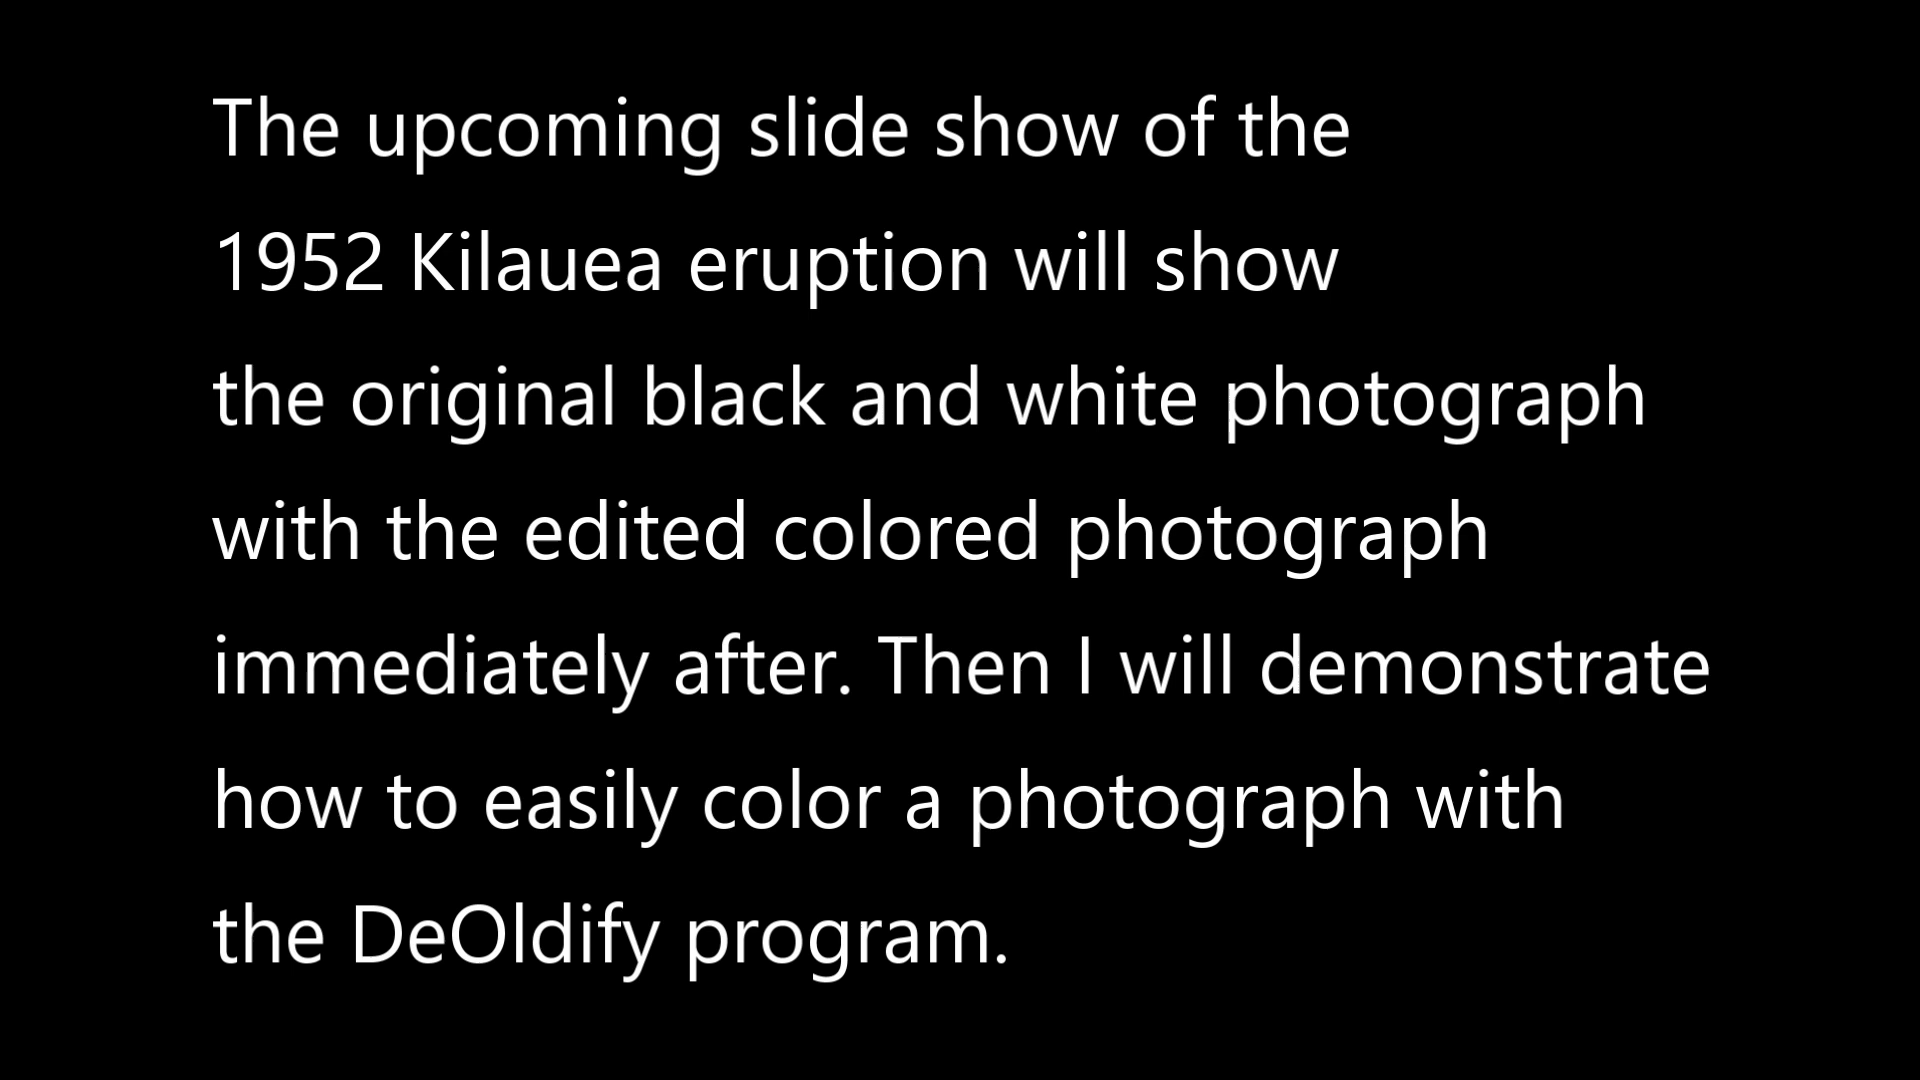 The upcoming slide show of the
1952 Kilauea eruption will show
the original black and white photograph
with the edited colored photograph
immediately after. Then I will demonstrate
how to easily color a photograph with
the DeOldify program.